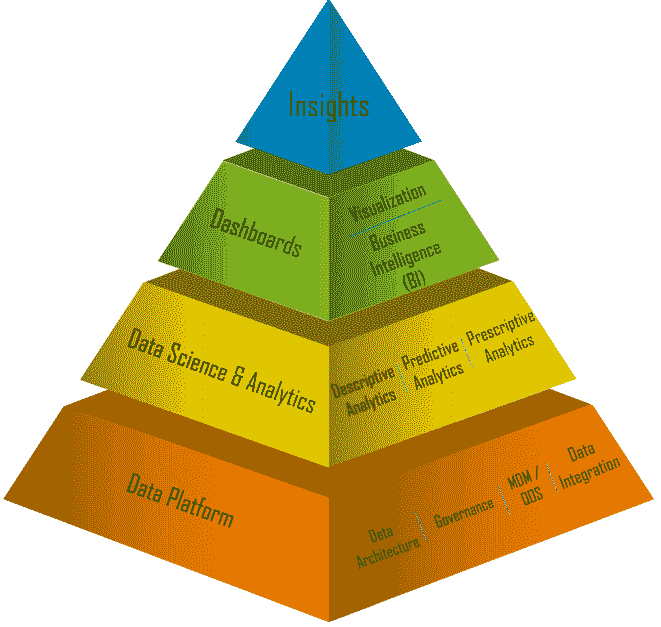 Insights
Dashboards
Visualization
Business
Intelligence
(BI)
Data Science & Analytics
Descriptive
Analytics
Predictive
Analytics
Prescriptive
Analytics
Data Platform
Data
Architecture
Governance
MDM /
QDS
Data
Integration